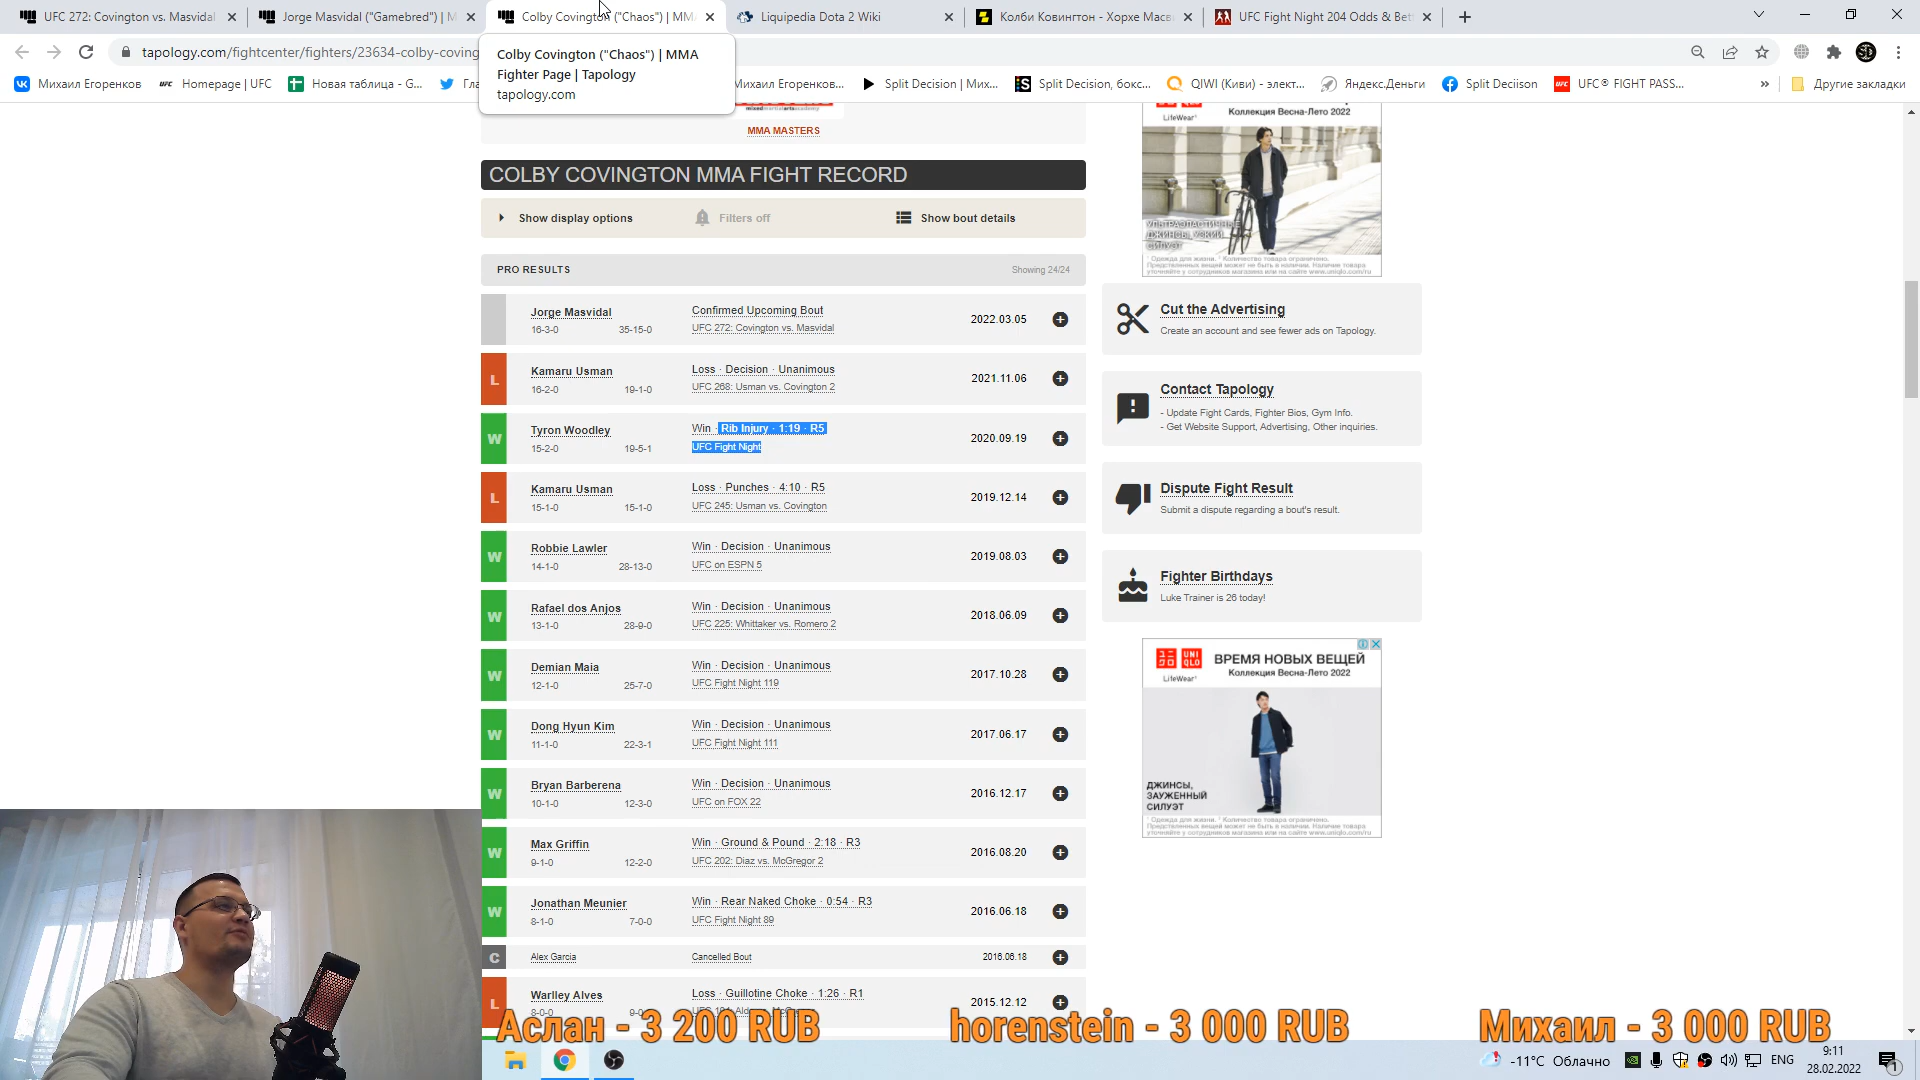 UFC 272: Covington vs. Masvidal
Jorge Masvidal ("Gamebred") | M
Colby Covington ("Chaos") | MM
Liquipedia Dota 2 Wiki
Колби Ковингтон - Хорхе Масв
UFC Fight Night 204 Odds & Bet
tapology.com/fightcenter/fighters/23634-colby-coving
Colby Covington ("Chaos") | MMA
Fighter Page | Tapology
tapology.com
Михаил Егоренков
Homepage | UFC
Новая таблица - G...
Гла
Михаил Егоренков...
Split Decision | Мих...
Split Decision, бокс...
QIWI (Киви) - элект...
Яндекс.Деньги
Split Deciison
UFC® FIGHT PASS...
Другие закладки
MMA MASTERS
COLBY COVINGTON MMA FIGHT RECORD
Show display options
Filters off
Show bout details
PRO RESULTS
Showing 24/24
Jorge Masvidal
16-3-0
35-15-0
Confirmed Upcoming Bout
UFC 272: Covington vs. Masvidal
2022.03.05
L
Kamaru Usman
16-2-0
19-1-0
Loss · Decision · Unanimous
UFC 268: Usman vs. Covington 2
2021.11.06
W
Tyron Woodley
15-2-0
19-5-1
Win · Rib Injury · 1:19 · R5
UFC Fight Night
2020.09.19
L
Kamaru Usman
15-1-0
15-1-0
Loss · Punches · 4:10 · R5
UFC 245: Usman vs. Covington
2019.12.14
W
Robbie Lawler
14-1-0
28-13-0
Win · Decision · Unanimous
UFC on ESPN 5
2019.08.03
W
Rafael dos Anjos
13-1-0
28-9-0
Win · Decision · Unanimous
UFC 225: Whittaker vs. Romero 2
2018.06.09
W
Demian Maia
12-1-0
25-7-0
Win · Decision · Unanimous
UFC Fight Night 119
2017.10.28
W
Dong Hyun Kim
11-1-0
22-3-1
Win · Decision · Unanimous
UFC Fight Night 111
2017.06.17
W
Bryan Barberena
10-1-0
12-3-0
Win · Decision · Unanimous
UFC on FOX 22
2016.12.17
W
Max Griffin
9-1-0
12-2-0
Win · Ground & Pound · 2:18 · R3
UFC 202: Diaz vs. McGregor 2
2016.08.20
W
Jonathan Meunier
8-1-0
7-0-0
Win · Rear Naked Choke · 0:54 · R3
UFC Fight Night 89
2016.06.18
C
Alex Garcia
Cancelled Bout
2016.06.18
L
Warlley Alves
8-0-0
Loss · Guillotine Choke · 1:26 · R1
2015.12.12
LifeWear
Коллекция Весна-Лето 2022
УЛЬТРАЭЛАСТИЧНЫЕ
ДЖИНСЫ, УЗКИЙ
СИЛУЭТ
Cut the Advertising
Create an account and see fewer ads on Tapology.
Contact Tapology
- Update Fight Cards, Fighter Bios, Gym Info.
- Get Website Support, Advertising, Other inquiries.
Dispute Fight Result
Submit a dispute regarding a bout's result.
Fighter Birthdays
Luke Trainer is 26 today!
UNI
QLO
LifeWear
ВРЕМЯ НОВЫХ ВЕЩЕЙ
Коллекция Весна-Лето 2022
ДЖИНСЫ,
ЗАУЖЕННЫЙ
СИЛУЭТ
Аслан - 3 200 RUB
horenstein - 3 000 RUB
Михаил - 3 000 RUB
-11°C Облачно
ENG
9:11
28.02.2022
1